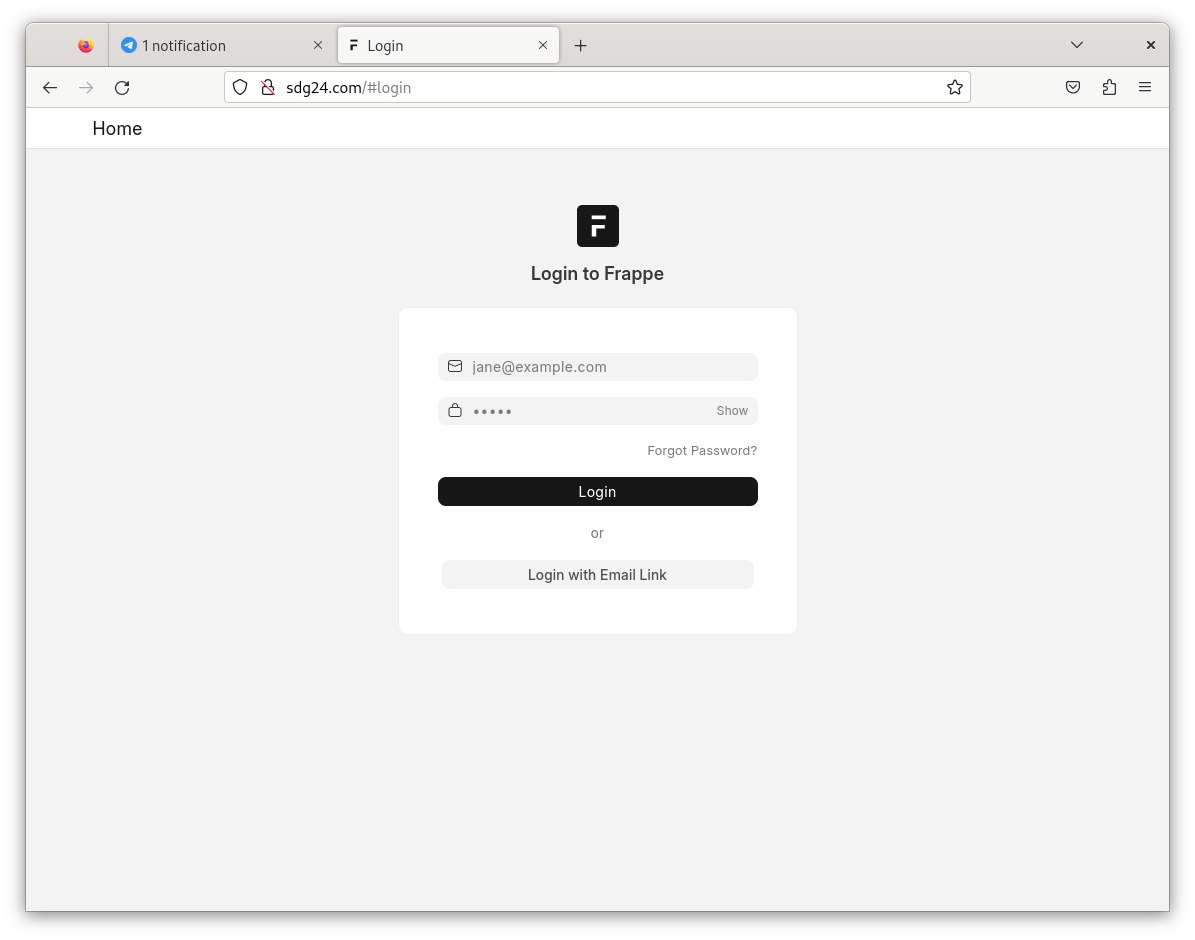 1 notification
Login
sdg24.com/#login
Home
F
Login to Frappe
jane@example.com
••••• Show
Forgot Password?
Login
or
Login with Email Link